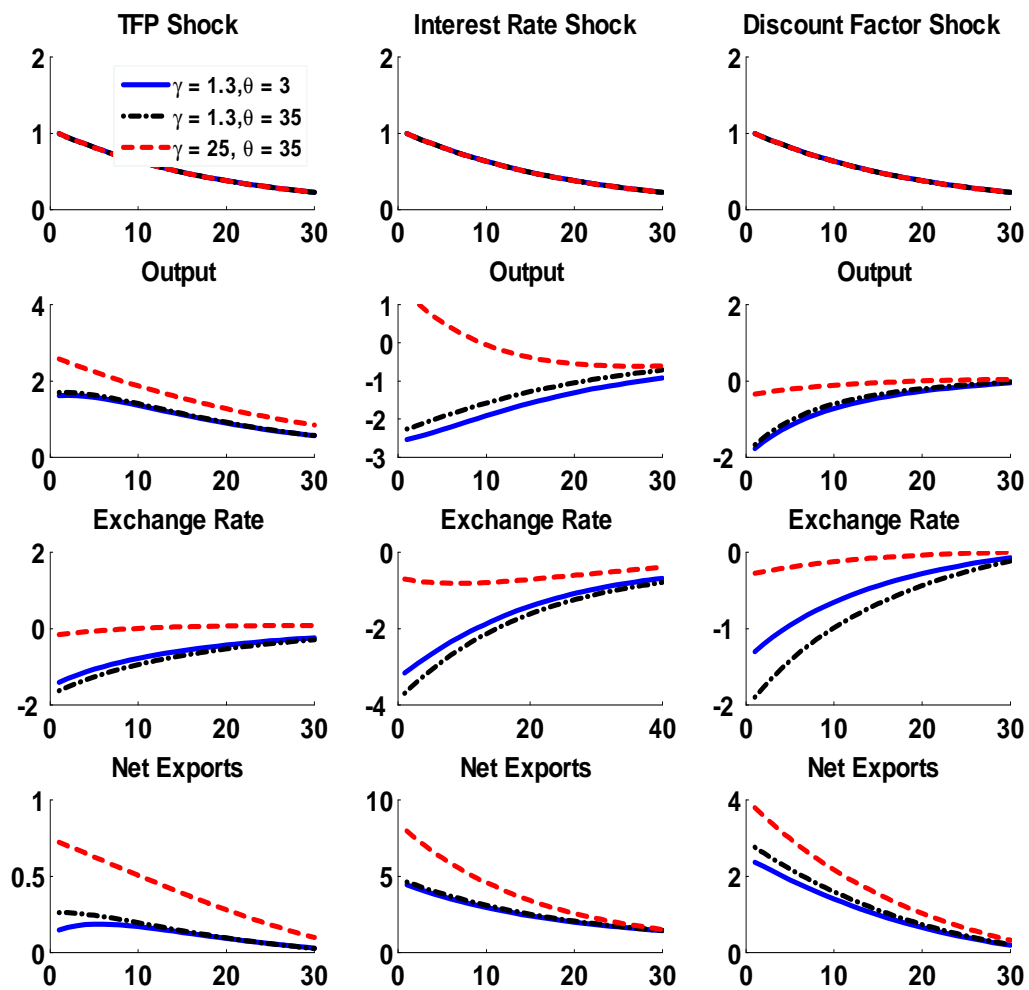 TFP Shock Interest Rate Shock Discount Factor Shock
2 2 2
γ = 1.3,θ = 3
γ = 1.3,θ = 35
γ = 25, θ = 35
1 1 1
0 0 0
0 10 20 30 0 10 20 30 0 10 20 30
Output Output Output
4 1 2
0
2 -1 0
-2
0 -3 -2
0 10 20 30 0 10 20 30 0 10 20 30
Exchange Rate Exchange Rate Exchange Rate
2 0 0
0 -2 -1
-2 -4 -2
0 10 20 30 0 20 40 0 10 20 30
Net Exports Net Exports Net Exports
1 10 4
0.5 5 2
0 0 0
0 10 20 30 0 10 20 30 0 10 20 30